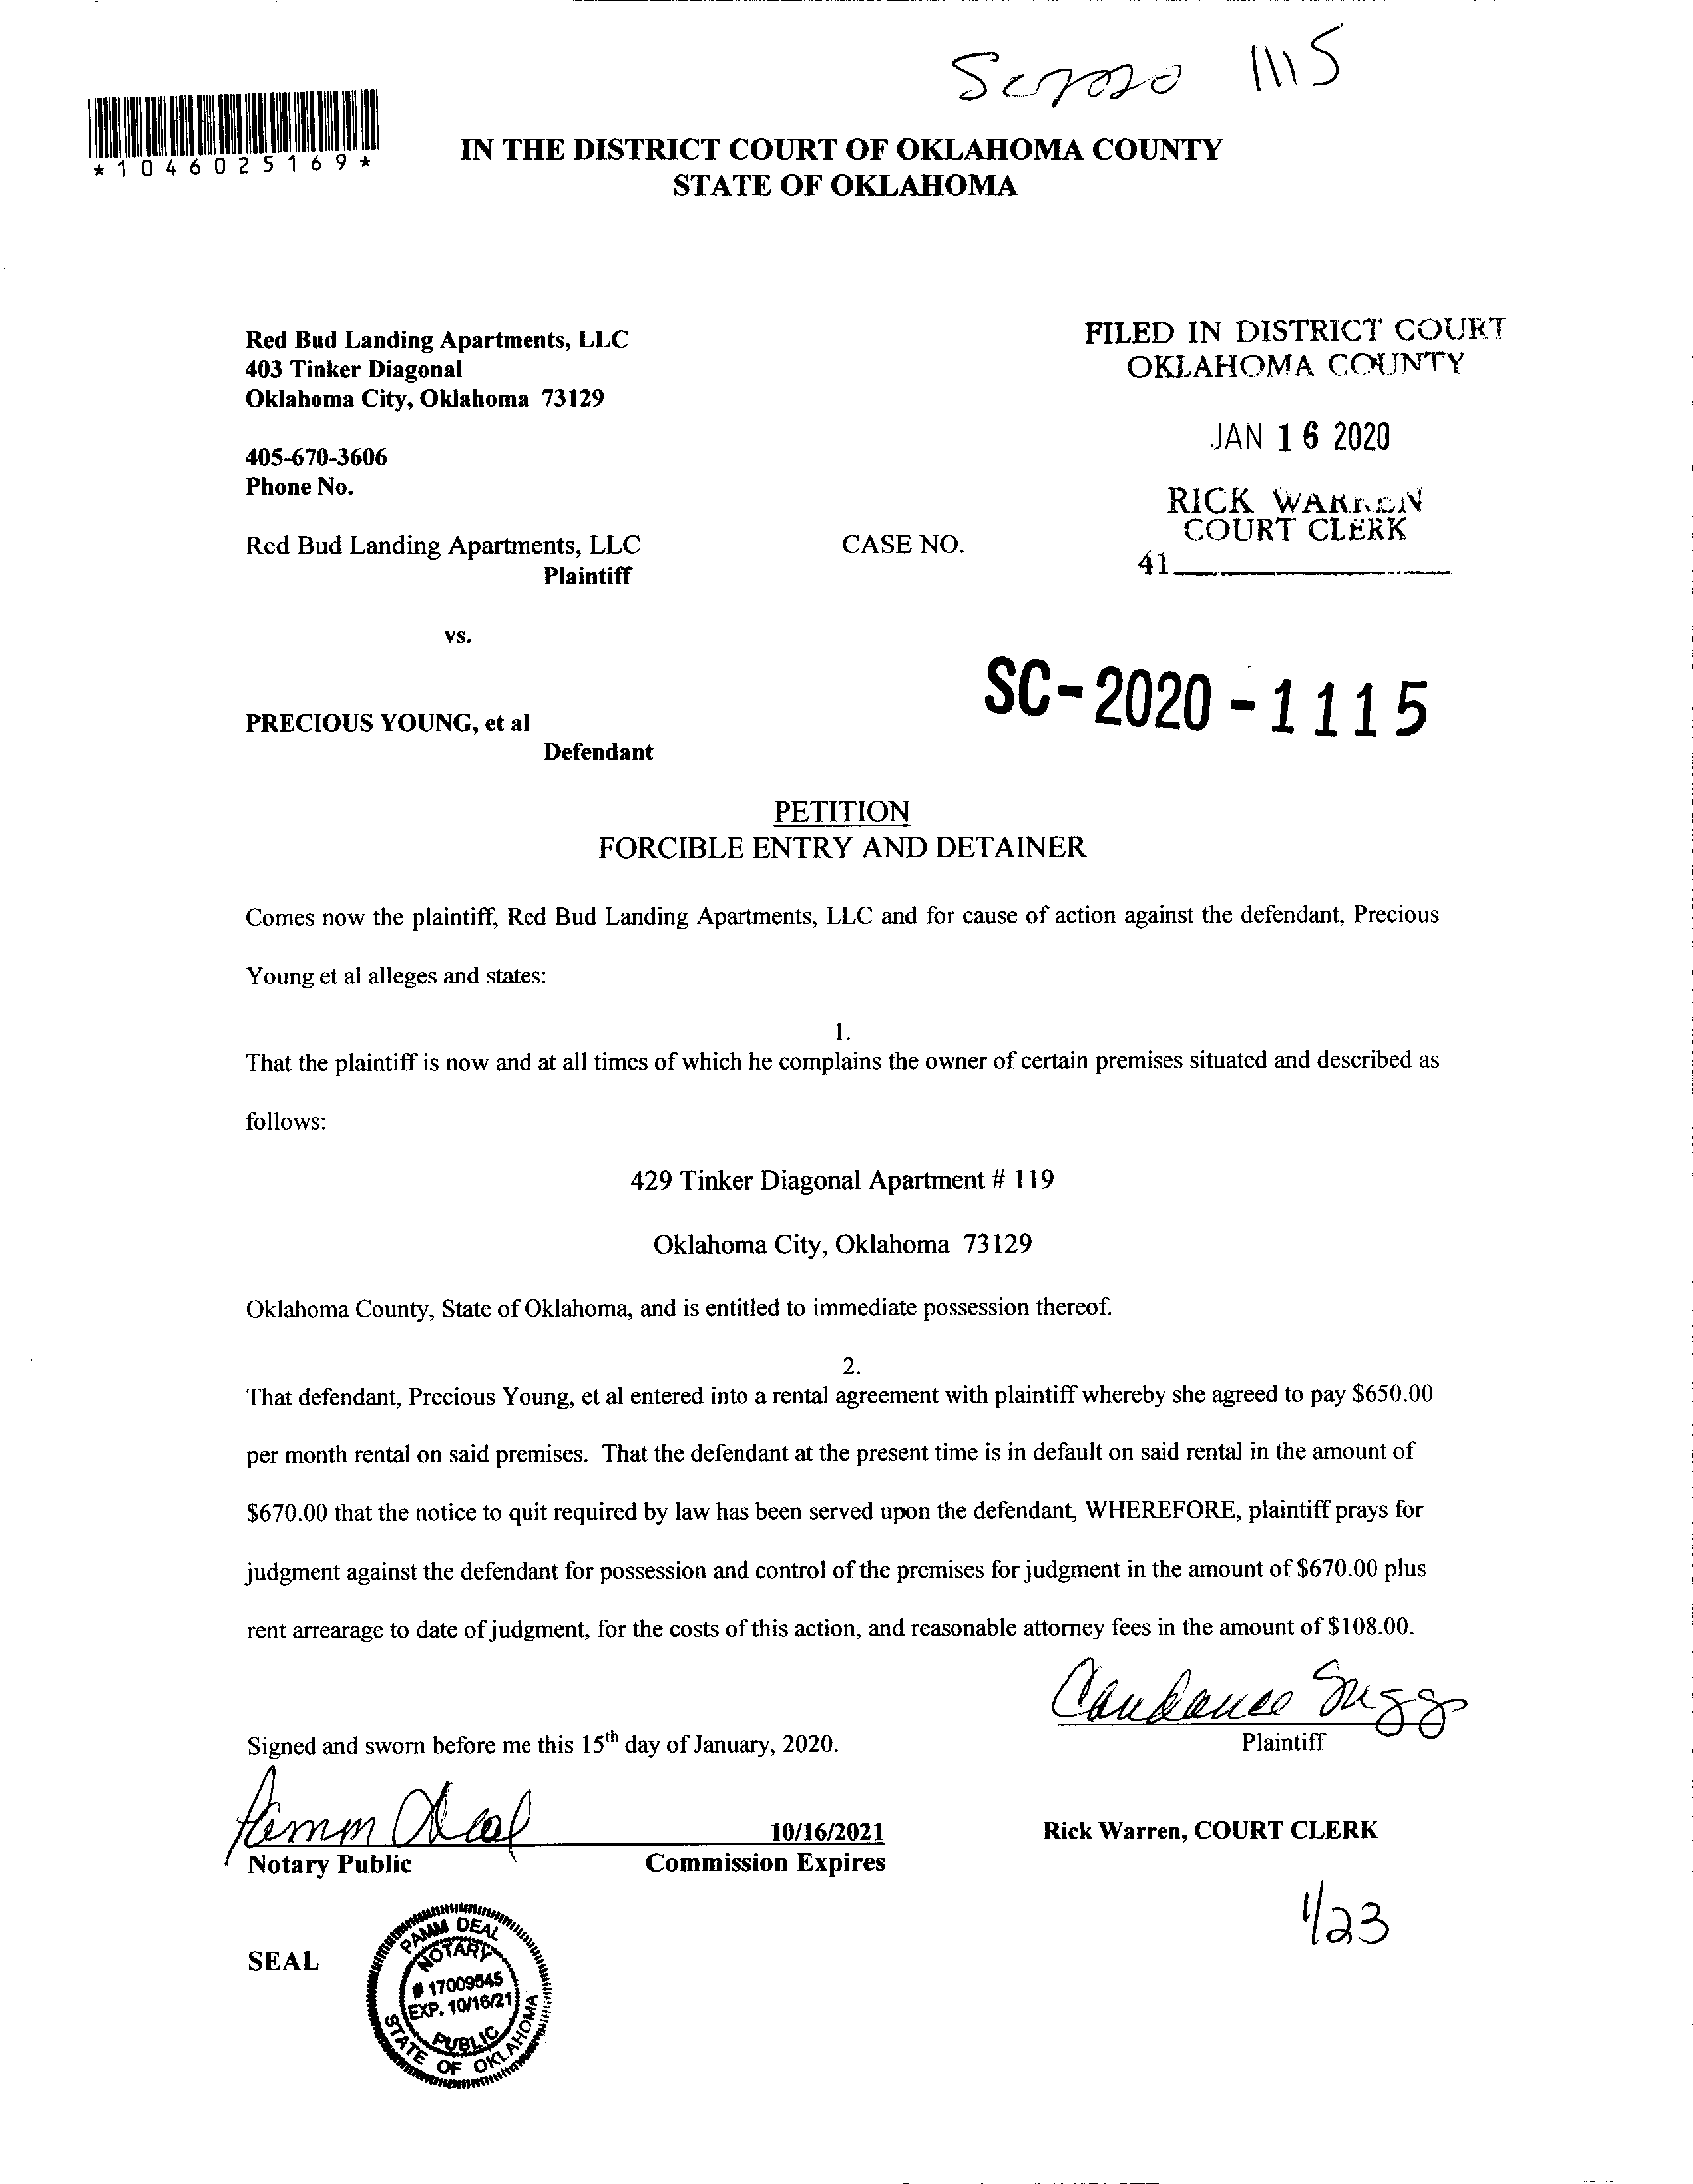 SC2020 1115
*1046025169*
IN THE DISTRICT COURT OF OKLAHOMA COUNTY
STATE OF OKLAHOMA
Red Bud Landing Apartments, LLC
403 Tinker Diagonal
Oklahoma City, Oklahoma 73129
405-670-3606
Phone No.
FILED IN DISTRICT COURT
OKLAHOMA COUNTY
JAN 16 2020
RICK WARREN
COURT CLERK
41
Red Bud Landing Apartments, LLC
Plaintiff
CASE NO.
vs.
SC-2020-1115
PRECIOUS YOUNG, et al
Defendant
PETITION
FORCIBLE ENTRY AND DETAINER
Comes now the plaintiff, Red Bud Landing Apartments, LLC and for cause of action against the defendant, Precious
Young et al alleges and states:
1.
That the plaintiff is now and at all times of which he complains the owner of certain premises situated and described as
follows:
429 Tinker Diagonal Apartment # 119
Oklahoma City, Oklahoma 73129
Oklahoma County, State of Oklahoma, and is entitled to immediate possession thereof.
2.
That defendant, Precious Young, et al entered into a rental agreement with plaintiff whereby she agreed to pay $650.00
per month rental on said premises. That the defendant at the present time is in default on said rental in the amount of
$670.00 that the notice to quit required by law has been served upon the defendant, WHEREFORE, plaintiff prays for
judgment against the defendant for possession and control of the premises for judgment in the amount of $670.00 plus
rent arrearage to date of judgment, for the costs of this action, and reasonable attorney fees in the amount of $108.00.
Candance Suggs
Plaintiff
Signed and sworn before me this 15th day of January, 2020.
Pamm Deal
Notary Public
10/16/2021
Commission Expires
Rick Warren, COURT CLERK
1/23
SEAL
PAMM DEAL
NOTARY
# 17009545
EXP. 10/16/21
PUBLIC
STATE OF OKLAHOMA